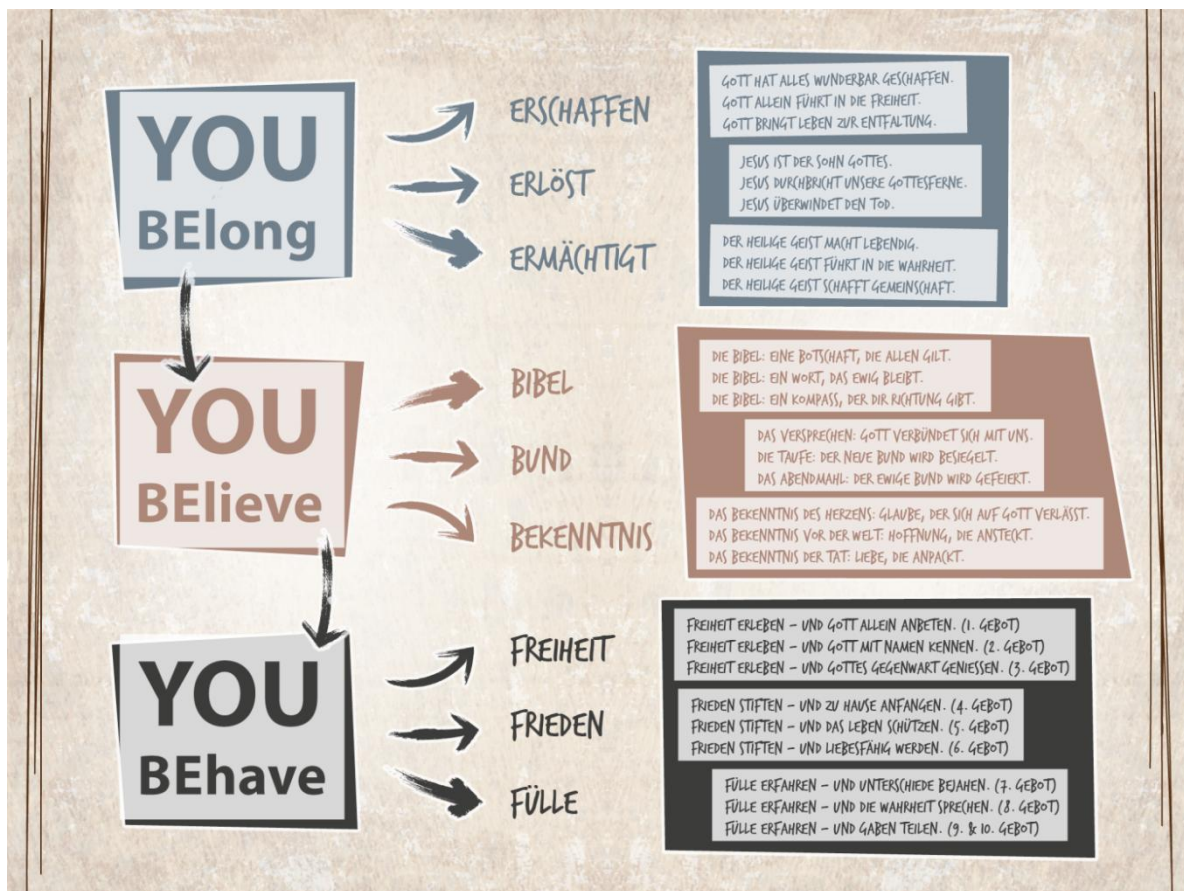 YOU
BElong
ERSCHAFFEN
GOTT HAT ALLES WUNDERBAR GESCHAFFEN.
GOTT ALLEIN FÜHRT IN DIE FREIHEIT.
GOTT BRINGT LEBEN ZUR ENTFALTUNG.
ERLÖST
JESUS IST DER SOHN GOTTES.
JESUS DURCHBRICHT UNSERE GOTTESFERNE.
JESUS ÜBERWINDET DEN TOD.
ERMÄCHTIGT
DER HEILIGE GEIST MACHT LEBENDIG.
DER HEILIGE GEIST FÜHRT IN DIE WAHRHEIT.
DER HEILIGE GEIST SCHAFFT GEMEINSCHAFT.
YOU
BElieve
BIBEL
DIE BIBEL: EINE BOTSCHAFT, DIE ALLEN GILT.
DIE BIBEL: EIN WORT, DAS EWIG BLEIBT.
DIE BIBEL: EIN KOMPASS, DER DIR RICHTUNG GIBT.
BUND
DAS VERSPRECHEN: GOTT VERBÜNDET SICH MIT UNS.
DIE TAUFE: DER NEUE BUND WIRD BESIEGELT.
DAS ABENDMAHL: DER EWIGE BUND WIRD GEFEIERT.
BEKENNTNIS
DAS BEKENNTNIS DES HERZENS: GLAUBE, DER SICH AUF GOTT VERLÄSST.
DAS BEKENNTNIS VOR DER WELT: HOFFNUNG, DIE ANSTECKT.
DAS BEKENNTNIS DER TAT: LIEBE, DIE ANPACKT.
YOU
BEhave
FREIHEIT
FREIHEIT ERLEBEN – UND GOTT ALLEIN ANBETEN. (1. GEBOT)
FREIHEIT ERLEBEN – UND GOTT MIT NAMEN KENNEN. (2. GEBOT)
FREIHEIT ERLEBEN – UND GOTTES GEGENWART GENIESSEN. (3. GEBOT)
FRIEDEN
FRIEDEN STIFTEN – UND ZU HAUSE ANFANGEN. (4. GEBOT)
FRIEDEN STIFTEN – UND DAS LEBEN SCHÜTZEN. (5. GEBOT)
FRIEDEN STIFTEN – UND LIEBESFÄHIG WERDEN. (6. GEBOT)
FÜLLE
FÜLLE ERFAHREN – UND UNTERSCHIEDE BEJAHEN. (7. GEBOT)
FÜLLE ERFAHREN – UND DIE WAHRHEIT SPRECHEN. (8. GEBOT)
FÜLLE ERFAHREN – UND GABEN TEILEN. (9. & 10. GEBOT)